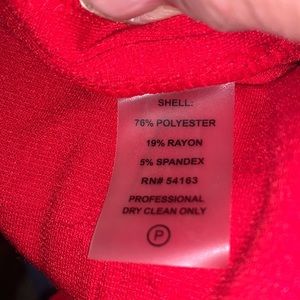 SHELL:
76% POLYESTER
19% RAYON
5% SPANDEX
RN# 54163
PROFESSIONAL
DRY CLEAN ONLY
P